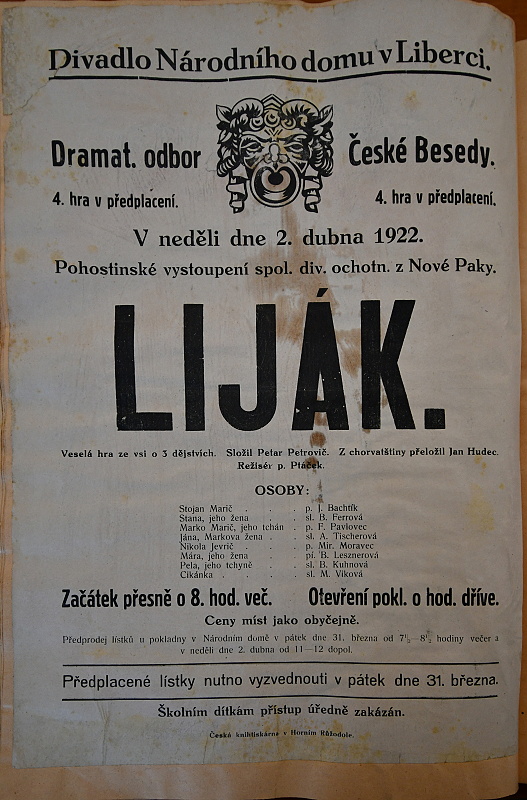 Divadlo Národního domu v Liberci.
Dramat. odbor České Besedy.
4. hra v předplacení. 4. hra v předplacení.
V neděli dne 2. dubna 1922.
Pohostinské vystoupení spol. div. ochotn. z Nové Paky.
LIJÁK.
Veselá hra ze vsi o 3 dějstvích. Složil Petar Petrovič. Z chorvatštiny přeložil Jan Hudec.
Režisér p. Ptáček.
OSOBY:
Stojan Marič . . . p. J. Bachtík
Stana, jeho žena . . sl. B. Ferrová
Marko Marič, jeho tchán . p. F. Pavlovec
Jána, Markova žena . . sl. A. Tischerová
Nikola Jevrič . . . p. Mir. Moravec
Mára, jeho žena . . pí. B. Lesznerová
Pela, jeho tchyně . . sl. B. Kuhnová
Cikánka . . . . sl. M. Viková
Začátek přesně o 8. hod. več. Otevření pokl. o hod. dříve.
Ceny míst jako obyčejně.
Předprodej lístků u pokladny v Národním domě v pátek dne 31. března od 7½–8½ hodiny večer a
v neděli dne 2. dubna od 11—12 dopol.
Předplacené lístky nutno vyzvednouti v pátek dne 31. března.
Školním dítkám přístup úředně zakázán.
Česká knihtiskárna v Horním Růžodole.